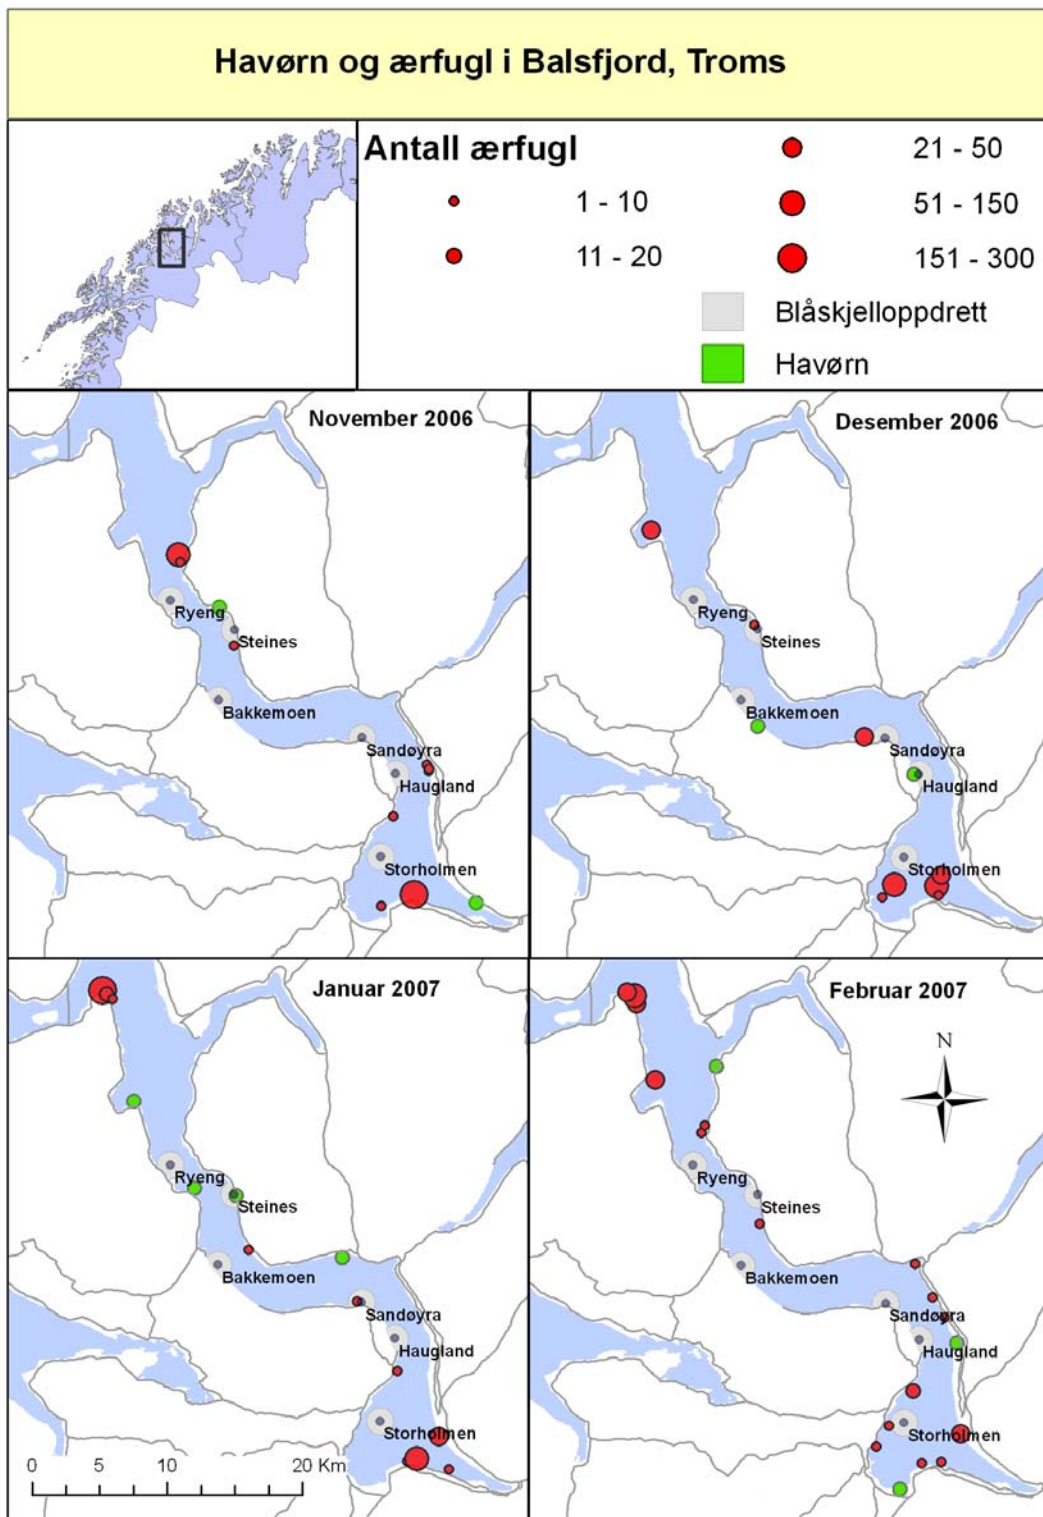 Havørn og ærfugl i Balsfjord, Troms
Antall ærfugl
1 - 10
11 - 20
21 - 50
51 - 150
151 - 300
Blåskjelloppdrett
Havørn
November 2006
Ryeng
Steines
Bakkemoen
Sandøyra
Haugland
Storholmen
Desember 2006
Ryeng
Steines
Bakkemoen
Sandøyra
Haugland
Storholmen
Januar 2007
Ryeng
Steines
Bakkemoen
Sandøyra
Haugland
Storholmen
0 5 10 20 Km
Februar 2007
N
Ryeng
Steines
Bakkemoen
Sandøyra
Haugland
Storholmen